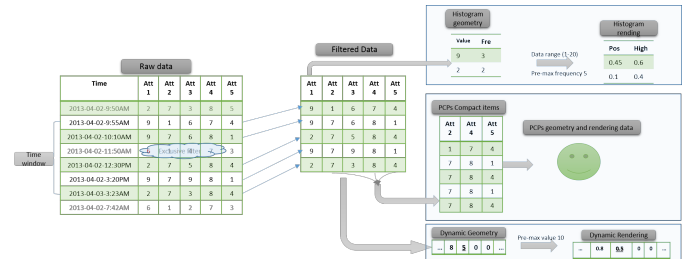 Raw data
Time Att 1 Att 2 Att 3 Att 4 Att 5
2013-04-02-9:50AM 2 7 3 8 5
2013-04-02-9:55AM 9 1 6 7 4
2013-04-02-10:10AM 9 7 6 8 1
2013-04-02-11:50AM Exclusive filter 3
2013-04-02-12:30PM 2 7 5 8 4
2013-04-02-3:20PM 9 7 9 8 1
2013-04-03-3:23AM 2 7 3 8 4
2013-04-02-7:42AM 6 1 2 7 3
Time window
Filtered Data
Att 1 Att 2 Att 3 Att 4 Att 5
9 1 6 7 4
9 7 6 8 1
2 7 5 8 4
9 7 9 8 1
2 7 3 8 4
Histogram geometry
Value Fre
9 3
2 2
Data range (1-20)
Pre-max frequency 5
Histogram rending
Pos High
0.45 0.6
0.1 0.4
PCPs Compact items
Att 2 Att 4 Att 5
1 7 4
7 8 1
7 8 4
7 8 1
7 8 4
PCPs geometry and rendering data
Dynamic Geometry
... 8 5 0 0 ...
Pre-max value 10
Dynamic Rendering
... 0.8 0.5 0 0 ...